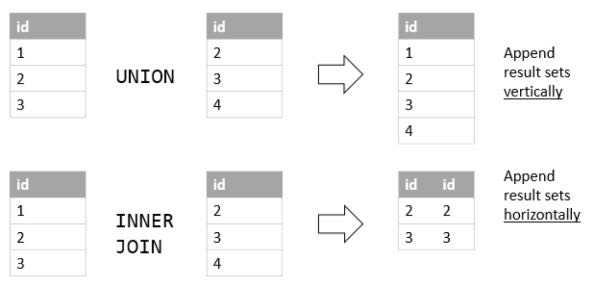 id
1
2
3
UNION
id
2
3
4
id
1
2
3
4
Append
result sets
vertically
id
1
2
3
INNER
JOIN
id
2
3
4
id id
2 2
3 3
Append
result sets
horizontally